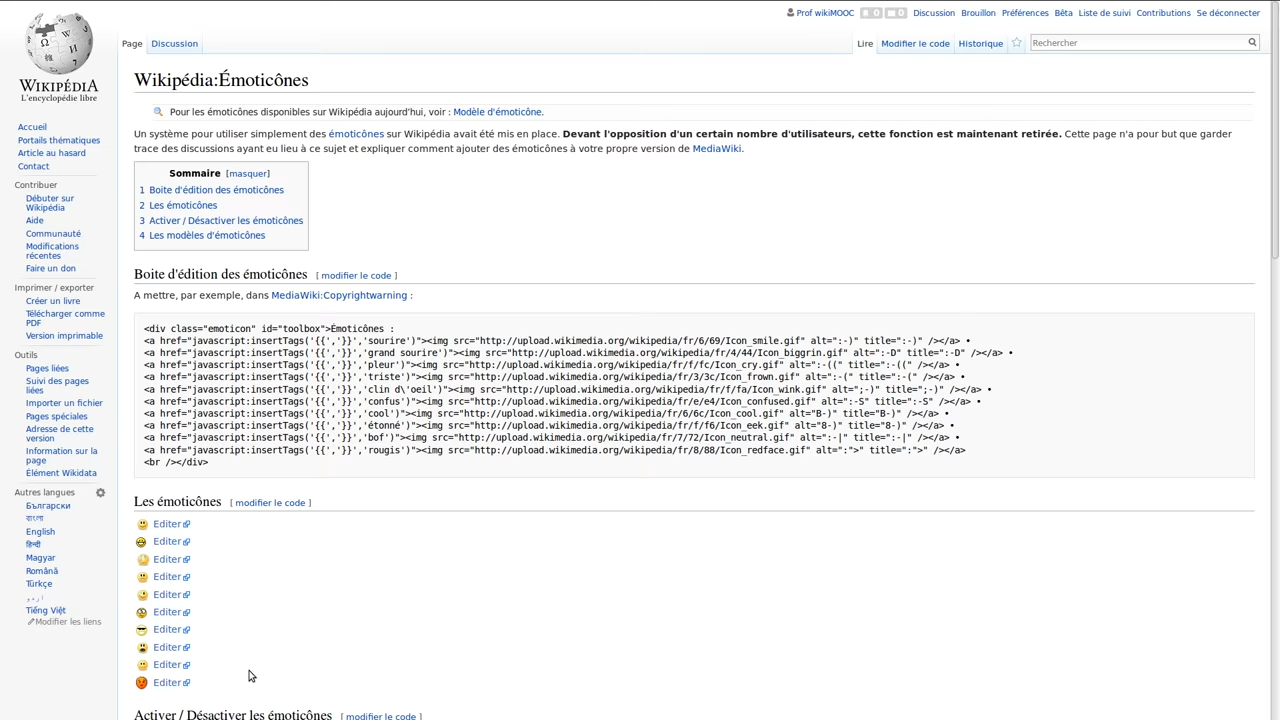 Prof wikiMOOC 0 0 Discussion Brouillon Préférences Bêta Liste de suivi Contributions Se déconnecter
Page Discussion Lire Modifier le code Historique Rechercher
WIKIPÉDIA
L'encyclopédie libre
Accueil
Portails thématiques
Article au hasard
Contact
Contribuer
Débuter sur
Wikipédia
Aide
Communauté
Modifications
récentes
Faire un don
Imprimer / exporter
Créer un livre
Télécharger comme
PDF
Version imprimable
Outils
Pages liées
Suivi des pages
liées
Importer un fichier
Pages spéciales
Adresse de cette
version
Information sur la
page
Élément Wikidata
Autres langues
Български
বাংলা
English
हिन्दी
Magyar
Română
Türkçe
اردو
Tiếng Việt
Modifier les liens
Wikipédia:Émoticônes
Pour les émoticônes disponibles sur Wikipédia aujourd'hui, voir : Modèle d'émoticône.
Un système pour utiliser simplement des émoticônes sur Wikipédia avait été mis en place. Devant l'opposition d'un certain nombre d'utilisateurs, cette fonction est maintenant retirée. Cette page n'a pour but que garder
trace des discussions ayant eu lieu à ce sujet et expliquer comment ajouter des émoticônes à votre propre version de MediaWiki.
Sommaire [masquer]
1 Boite d'édition des émoticônes
2 Les émoticônes
3 Activer / Désactiver les émoticônes
4 Les modèles d'émoticônes
Boite d'édition des émoticônes [ modifier le code ]
A mettre, par exemple, dans MediaWiki:Copyrightwarning :
<div class="emoticon" id="toolbox">Émoticônes :
<a href="javascript:insertTags('{{','}}','sourire')"><img src="http://upload.wikimedia.org/wikipedia/fr/6/69/Icon_smile.gif" alt=":-)" title=":-)" /></a> •
<a href="javascript:insertTags('{{','}}','grand sourire')"><img src="http://upload.wikimedia.org/wikipedia/fr/4/44/Icon_biggrin.gif" alt=":-D" title=":-D" /></a> •
<a href="javascript:insertTags('{{','}}','pleur')"><img src="http://upload.wikimedia.org/wikipedia/fr/f/fc/Icon_cry.gif" alt=":-((" title=":-((" /></a> •
<a href="javascript:insertTags('{{','}}','triste')"><img src="http://upload.wikimedia.org/wikipedia/fr/3/3c/Icon_frown.gif" alt=":-(" title=":-(" /></a> •
<a href="javascript:insertTags('{{','}}','clin d\'oeil')"><img src="http://upload.wikimedia.org/wikipedia/fr/f/fa/Icon_wink.gif" alt=";-)" title=";-)" /></a> •
<a href="javascript:insertTags('{{','}}','confus')"><img src="http://upload.wikimedia.org/wikipedia/fr/e/e4/Icon_confused.gif" alt=":-S" title=":-S" /></a> •
<a href="javascript:insertTags('{{','}}','cool')"><img src="http://upload.wikimedia.org/wikipedia/fr/6/6c/Icon_cool.gif" alt="B-)" title="B-)" /></a> •
<a href="javascript:insertTags('{{','}}','étonné')"><img src="http://upload.wikimedia.org/wikipedia/fr/f/f6/Icon_eek.gif" alt="8-)" title="8-)" /></a> •
<a href="javascript:insertTags('{{','}}','bof')"><img src="http://upload.wikimedia.org/wikipedia/fr/7/72/Icon_neutral.gif" alt=":-|" title=":-|" /></a> •
<a href="javascript:insertTags('{{','}}','rougis')"><img src="http://upload.wikimedia.org/wikipedia/fr/8/88/Icon_redface.gif" alt=":">" title=":">" /></a>
<br /></div>
Les émoticônes [ modifier le code ]
Editer
Editer
Editer
Editer
Editer
Editer
Editer
Editer
Editer
Editer
Activer / Désactiver les émoticônes [ modifier le code ]